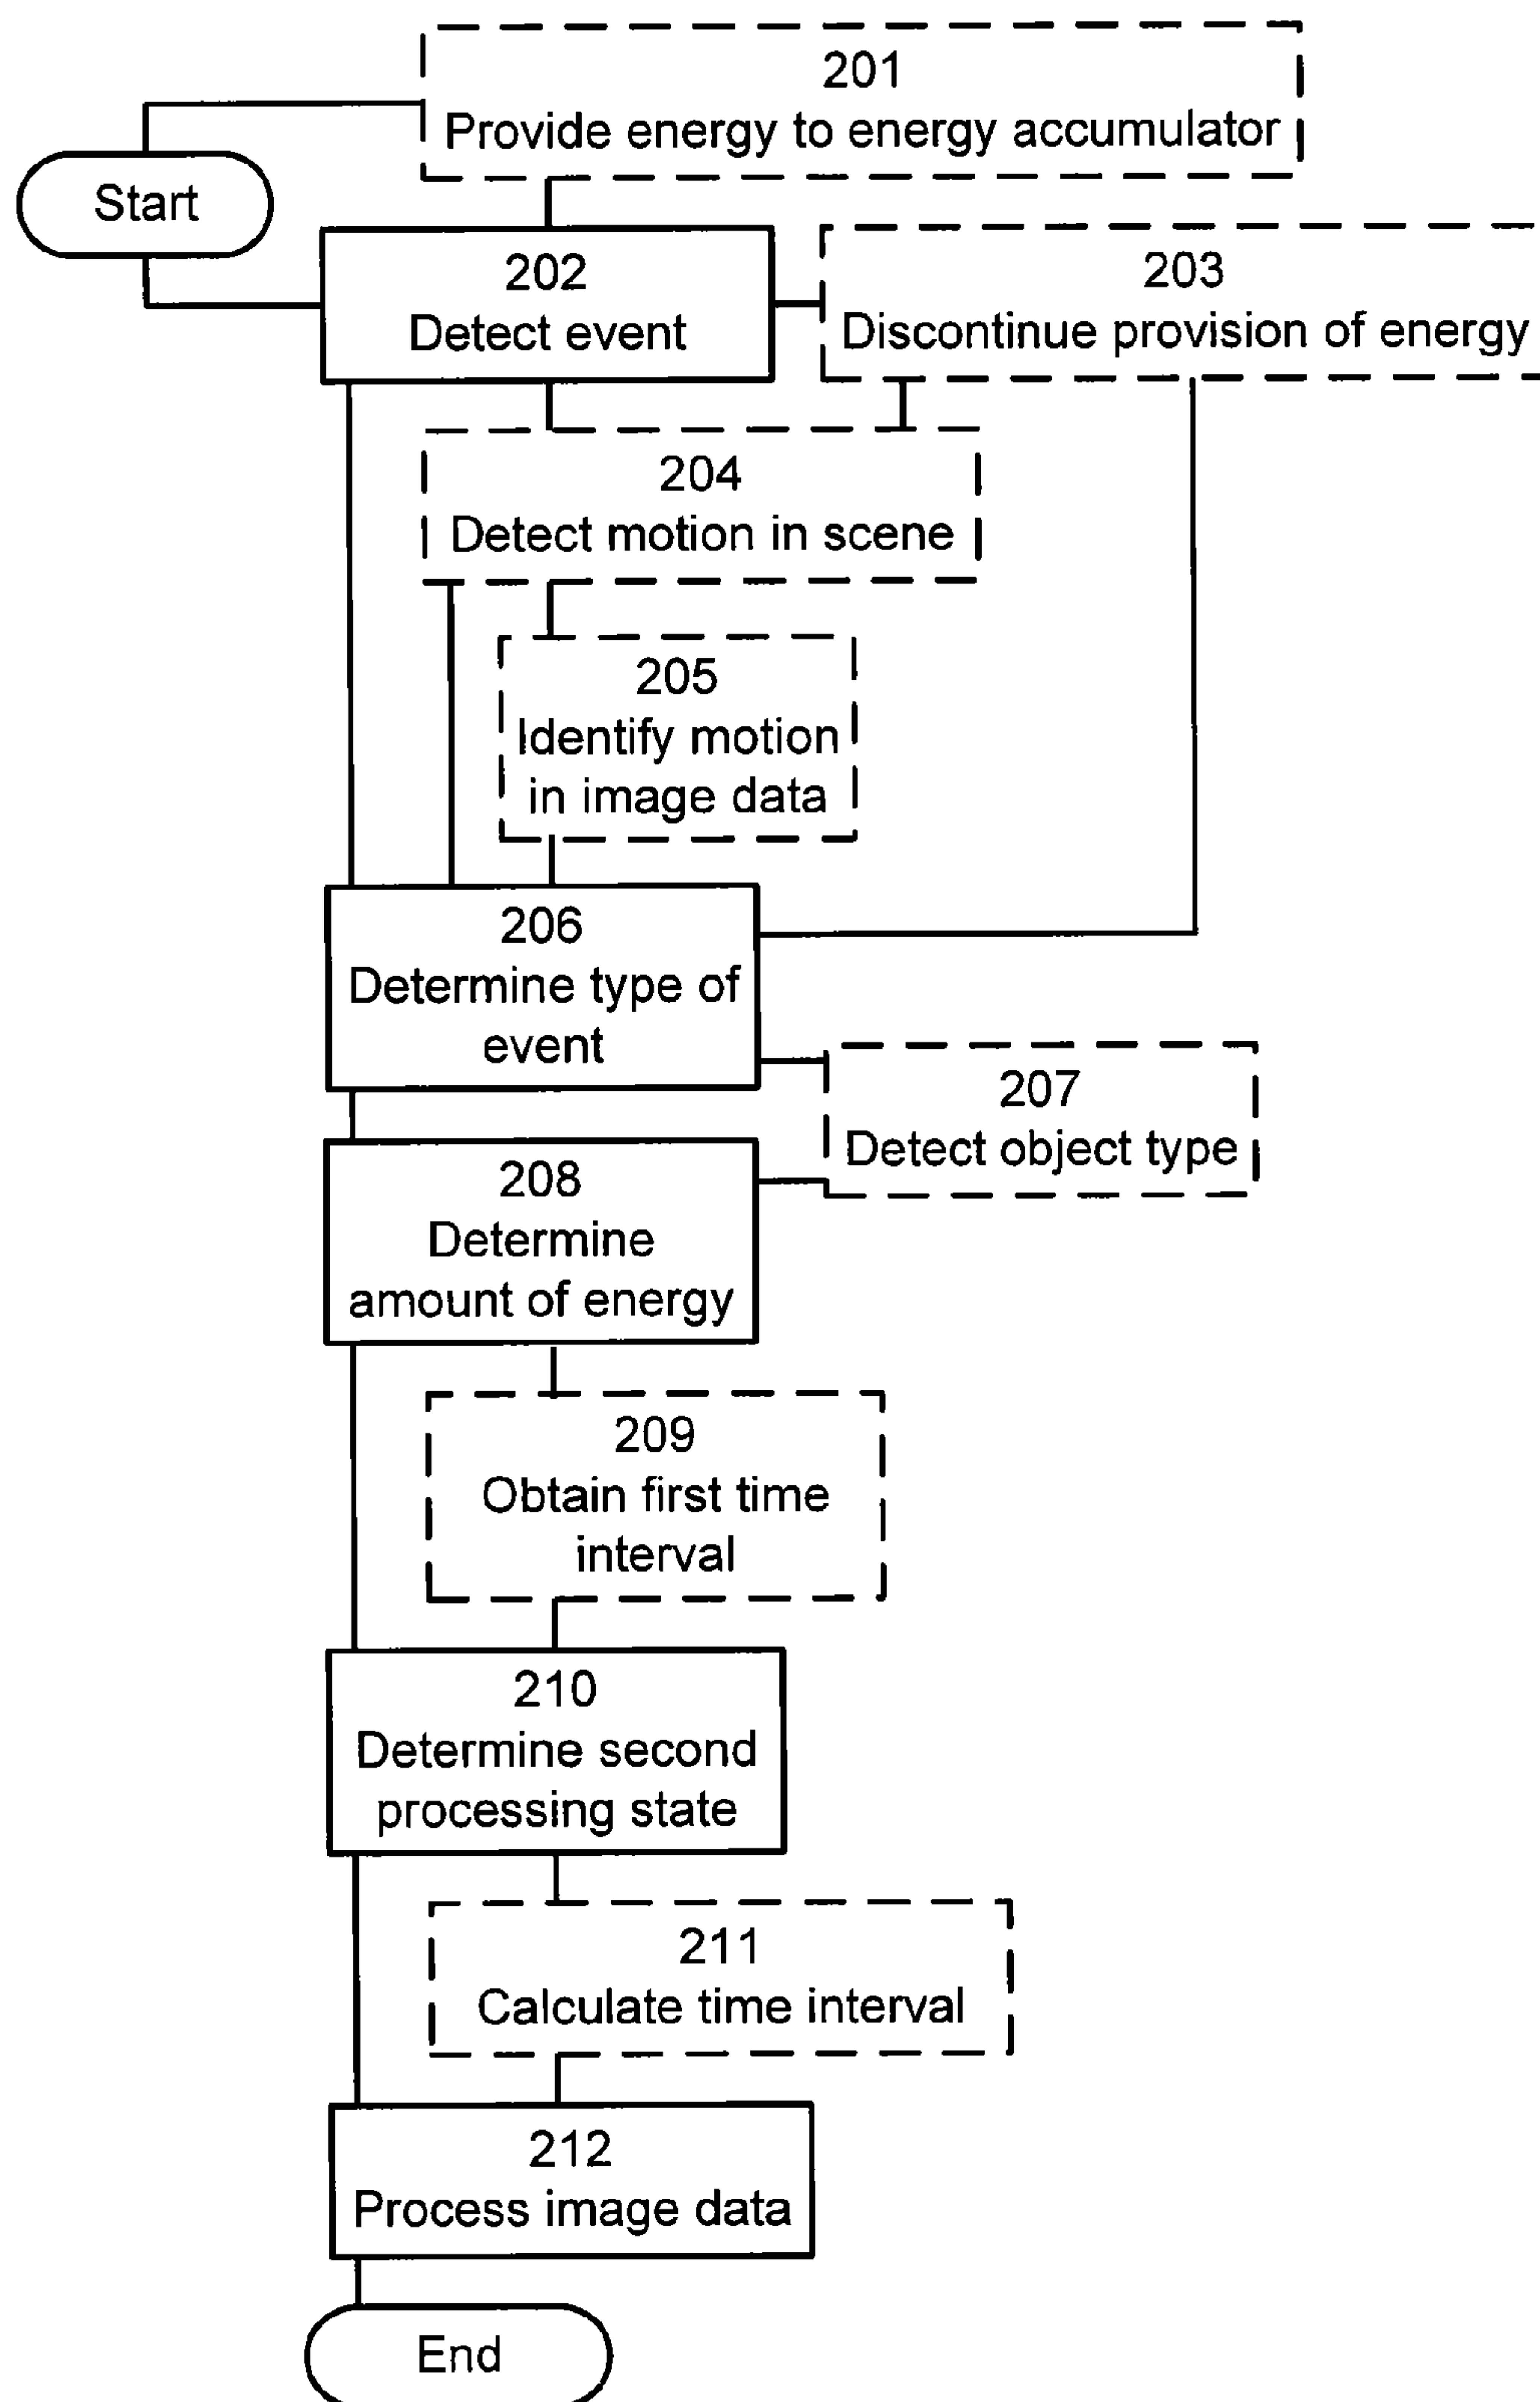 201
Provide energy to energy accumulator
Start
202
Detect event
203
Discontinue provision of energy
204
Detect motion in scene
205
Identify motion
in image data
206
Determine type of
event
207
Detect object type
208
Determine
amount of energy
209
Obtain first time
interval
210
Determine second
processing state
211
Calculate time interval
212
Process image data
End